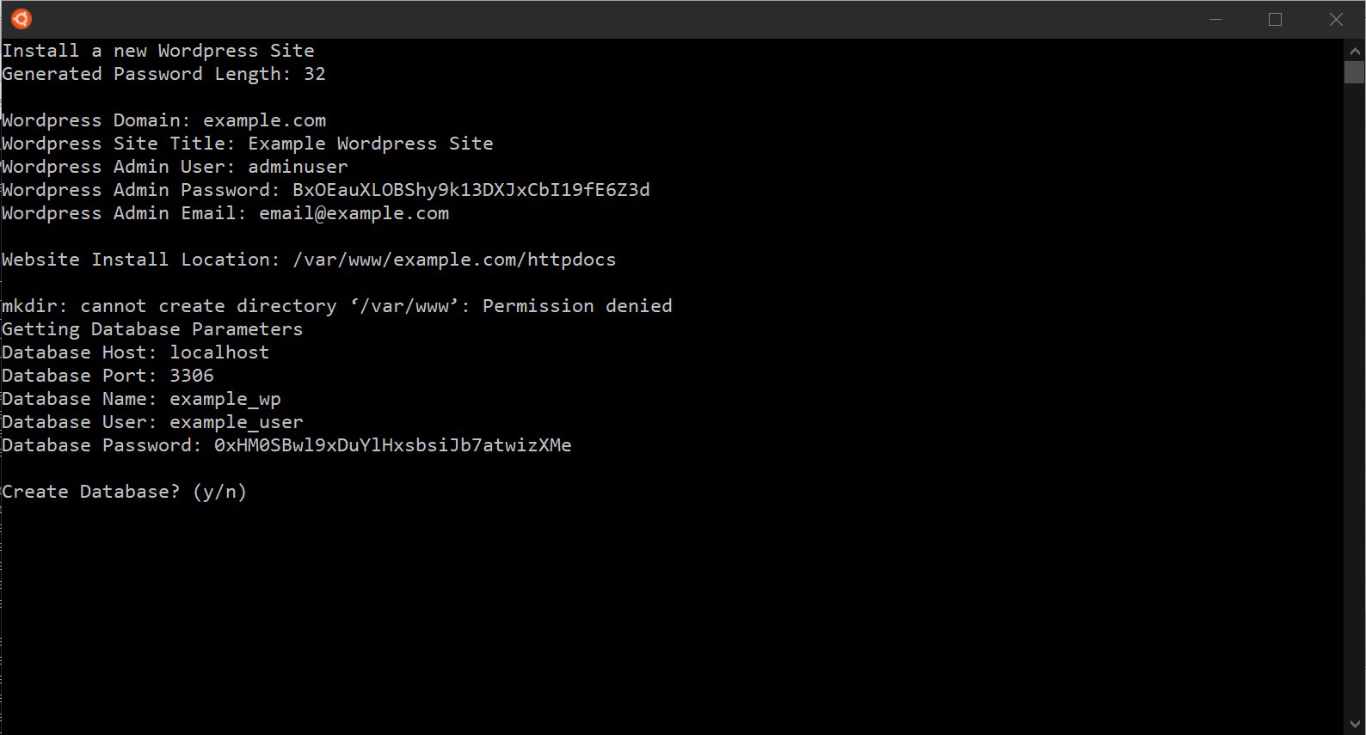 Install a new Wordpress Site
Generated Password Length: 32
Wordpress Domain: example.com
Wordpress Site Title: Example Wordpress Site
Wordpress Admin User: adminuser
Wordpress Admin Password: BxOEauXLOBShy9k13DXJxCbI19fE6Z3d
Wordpress Admin Email: email@example.com
Website Install Location: /var/www/example.com/httpdocs
mkdir: cannot create directory ‘/var/www’: Permission denied
Getting Database Parameters
Database Host: localhost
Database Port: 3306
Database Name: example_wp
Database User: example_user
Database Password: 0xHM0SBwl9xDuYlHxsbsiJb7atwizXMe
Create Database? (y/n)